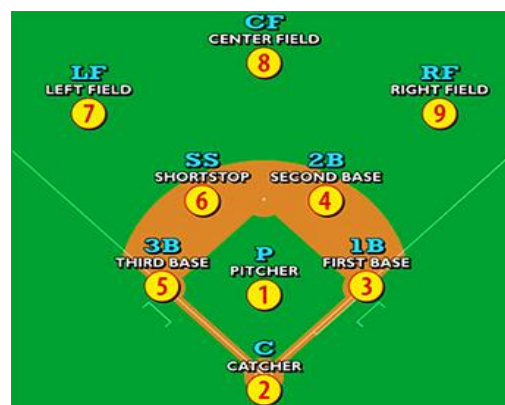 CF
CENTER FIELD
8
LF
LEFT FIELD
7
RF
RIGHT FIELD
9
SS
SHORTSTOP
6
2B
SECOND BASE
4
3B
THIRD BASE
5
P
PITCHER
1
1B
FIRST BASE
3
C
CATCHER
2